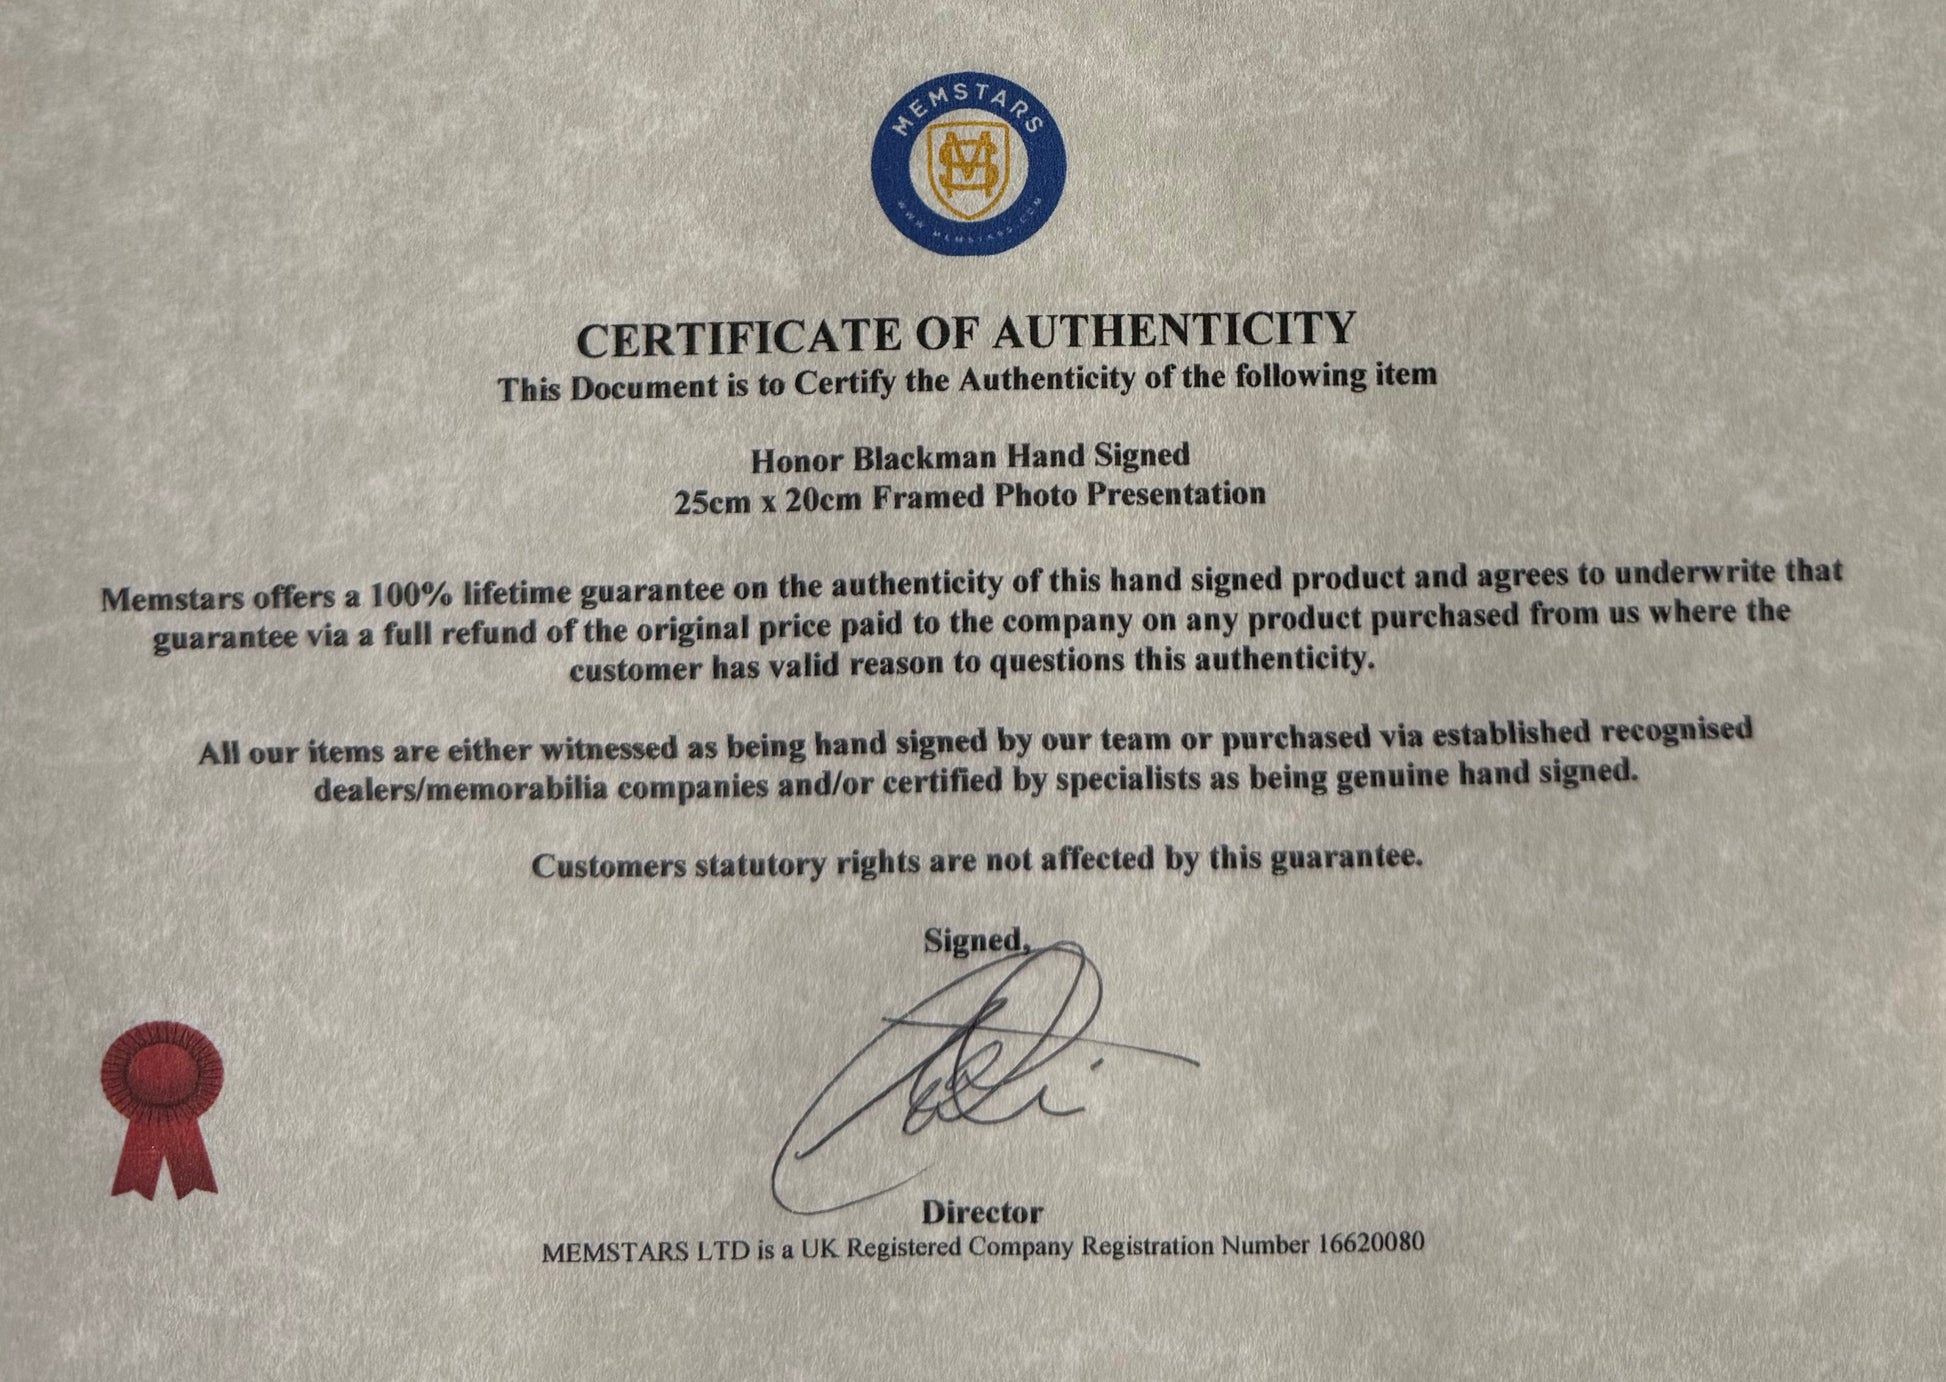 MEMSTARS
MS
WWW.MEMSTARS.COM
CERTIFICATE OF AUTHENTICITY
This Document is to Certify the Authenticity of the following item
Honor Blackman Hand Signed
25cm x 20cm Framed Photo Presentation
Memstars offers a 100% lifetime guarantee on the authenticity of this hand signed product and agrees to underwrite that
guarantee via a full refund of the original price paid to the company on any product purchased from us where the
customer has valid reason to questions this authenticity.
All our items are either witnessed as being hand signed by our team or purchased via established recognised
dealers/memorabilia companies and/or certified by specialists as being genuine hand signed.
Customers statutory rights are not affected by this guarantee.
Signed,
Director
MEMSTARS LTD is a UK Registered Company Registration Number 16620080